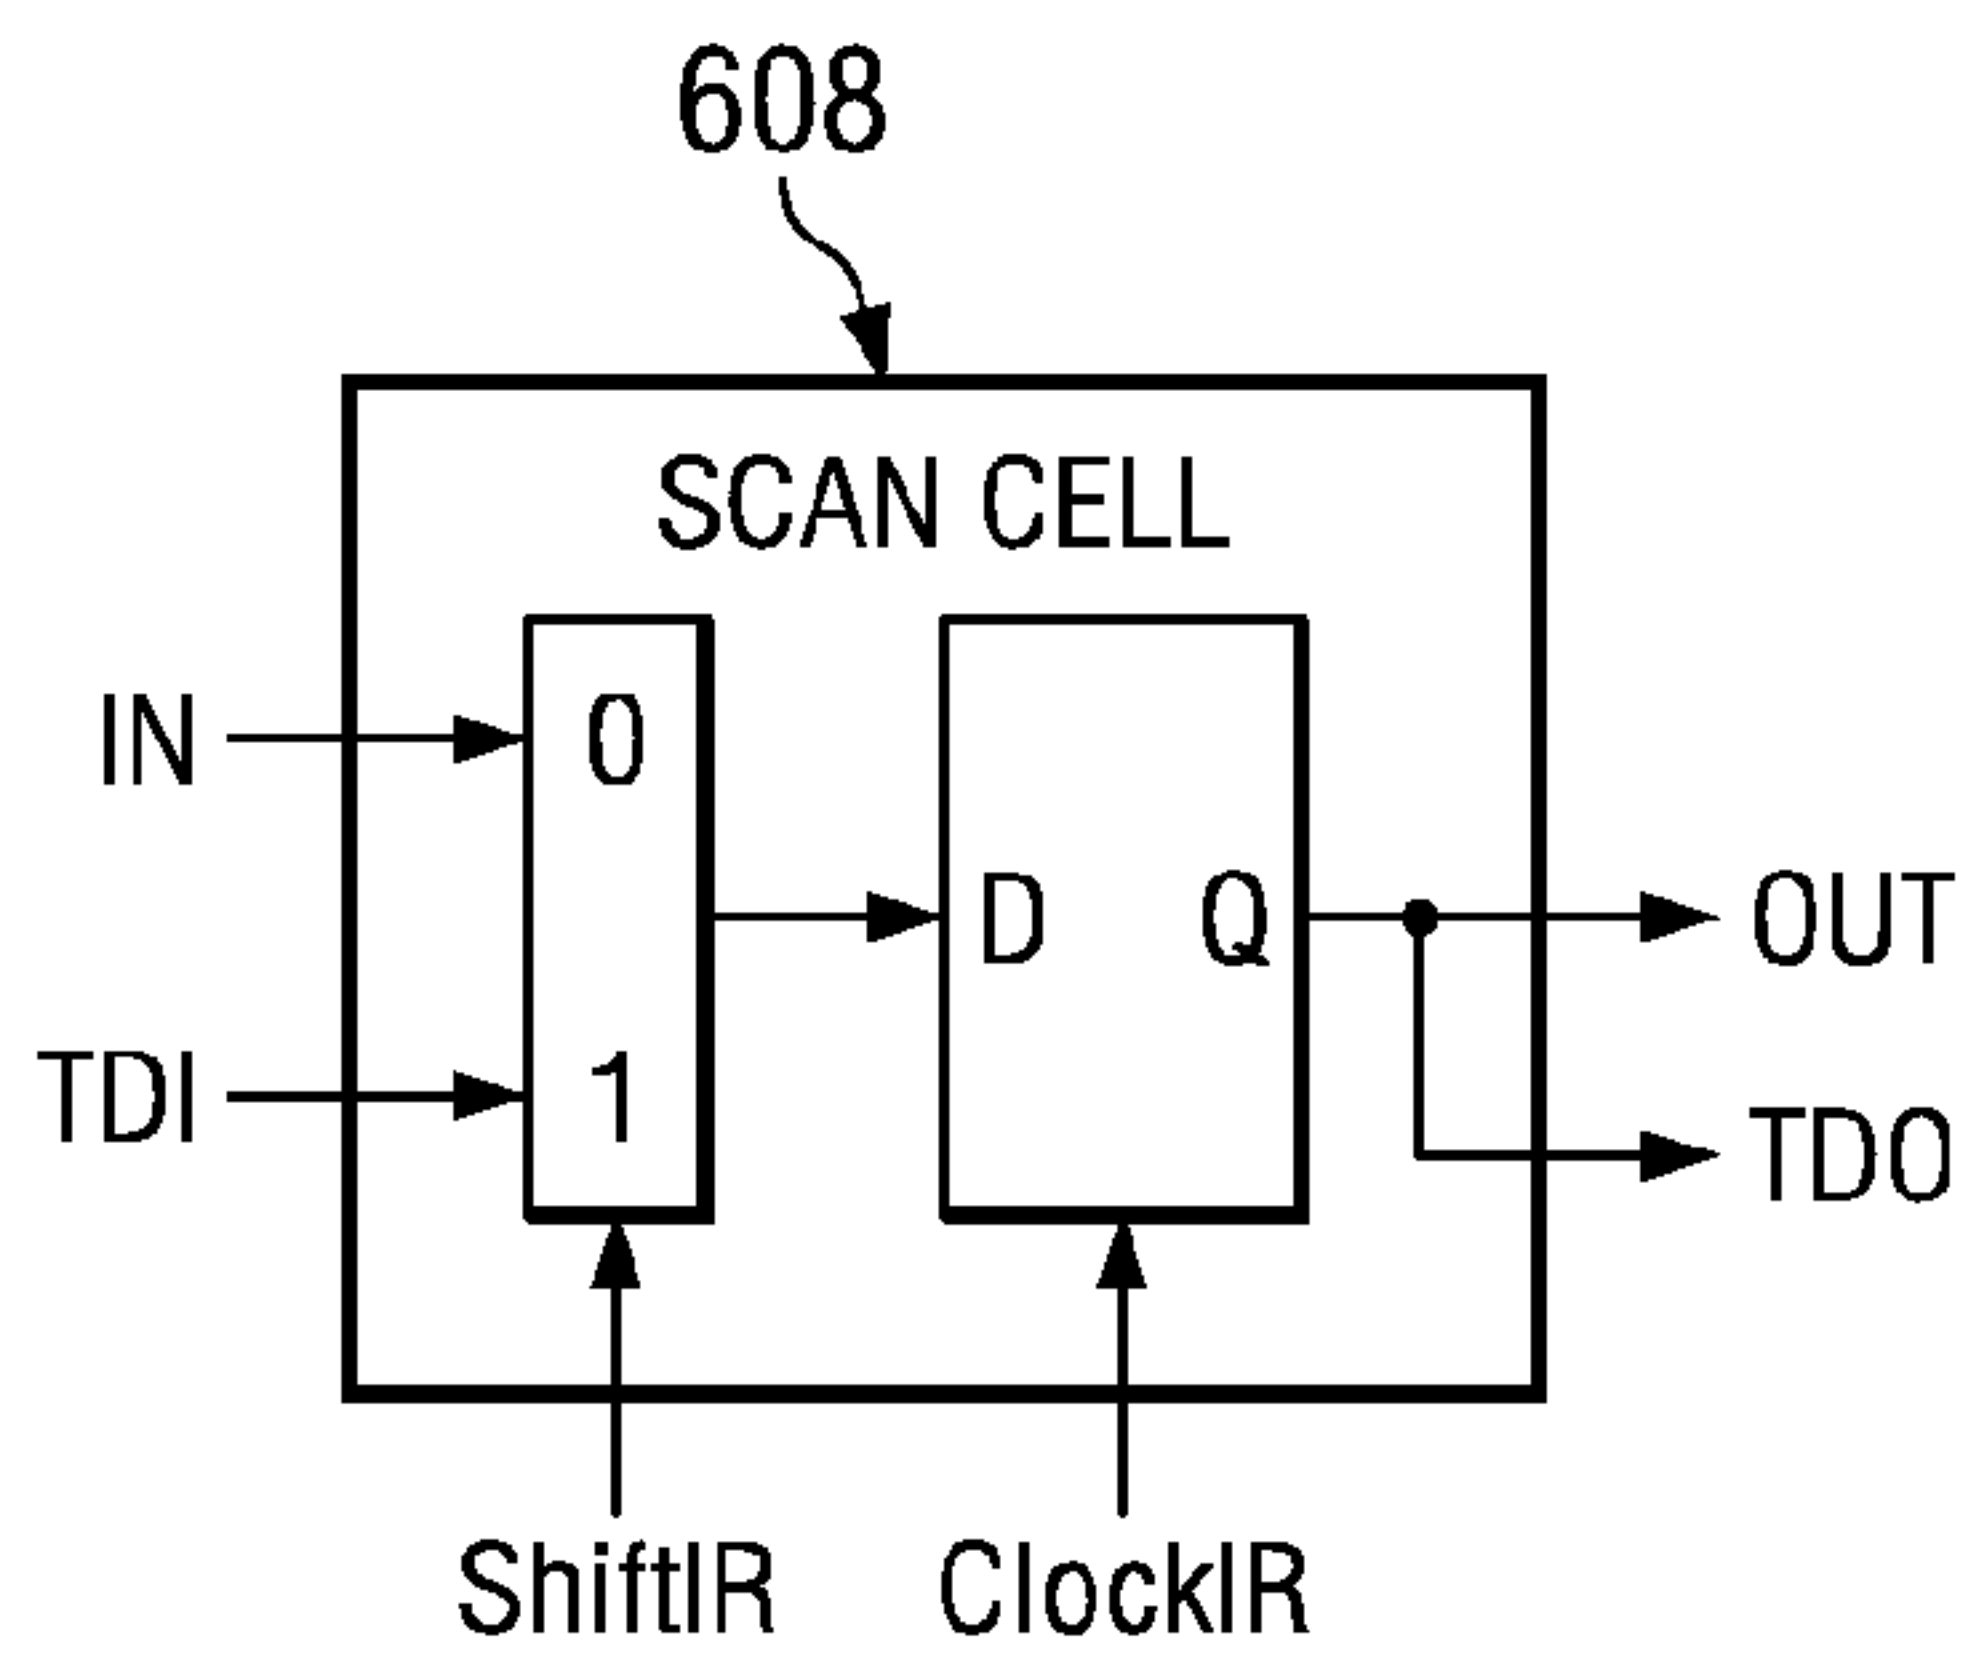 608
SCAN CELL
IN
0
D
Q
OUT
TDI
1
TDO
ShiftIR
ClockIR